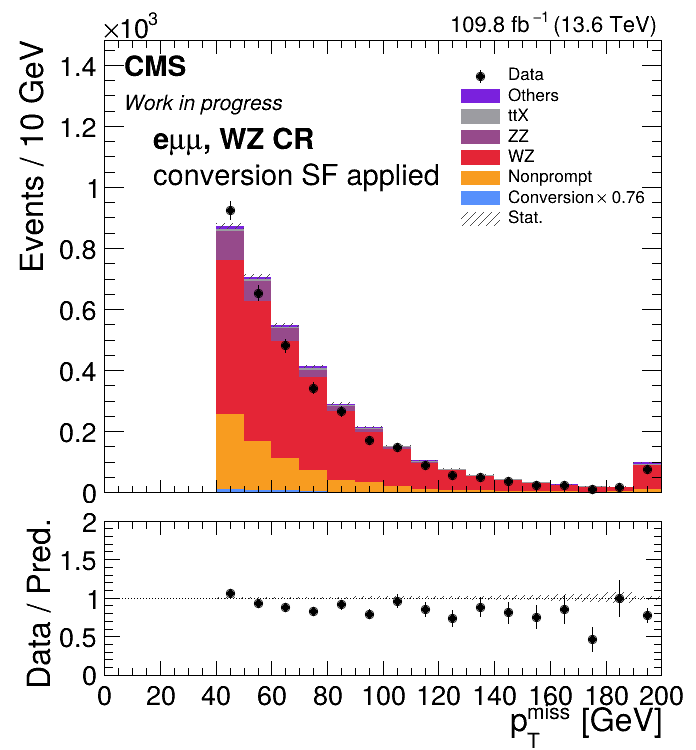 ×10³
109.8 fb⁻¹ (13.6 TeV)
Events / 10 GeV
1.4
1.2
1
0.8
0.6
0.4
0.2
0
CMS
Work in progress
eμμ, WZ CR
conversion SF applied
Data
Others
ttX
ZZ
WZ
Nonprompt
Conversion × 0.76
Stat.
Data / Pred.
2
1.5
1
0.5
0
0 20 40 60 80 100 120 140 160 180 200
p_T^miss [GeV]